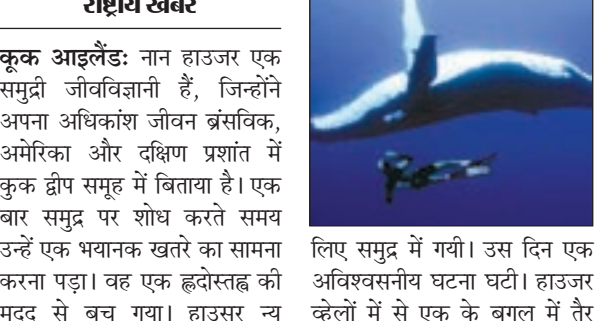 राष्ट्रीय खबर
कूक आइलैंडः नान हाउजर एक
समुद्री जीवविज्ञानी हैं, जिन्होंने
अपना अधिकांश जीवन ब्रंसविक,
अमेरिका और दक्षिण प्रशांत में
कुक द्वीप समूह में बिताया है। एक
बार समुद्र पर शोध करते समय
उन्हें एक भयानक खतरे का सामना
करना पड़ा। वह एक ह्लदोस्तह्व की
मदद से बच गया। हाउसर न्यू
लिए समुद्र में गयी। उस दिन एक
अविश्वसनीय घटना घटी। हाउजर
व्हेलों में से एक के बगल में तैर